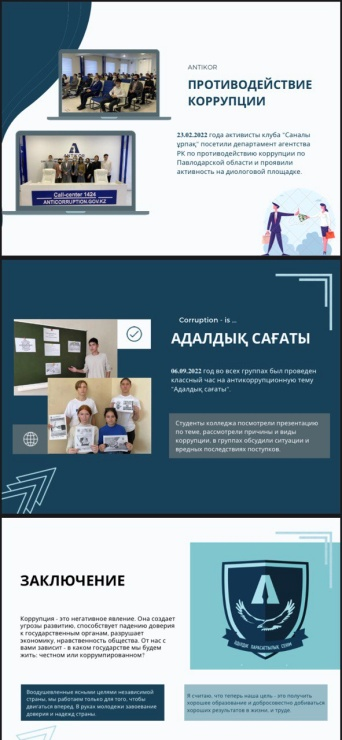 ANTIKOR
ПРОТИВОДЕЙСТВИЕ
КОРРУПЦИИ
23.02.2022 года активисты клуба "Саналы
ұрпақ" посетили департамент агентства
РК по противодействию коррупции по
Павлодарской области и проявили
активность на диологовой площадке.
Call-center 1424
ANTICORRUPTION.GOV.KZ
Corruption - is ...
АДАЛДЫҚ САҒАТЫ
06.09.2022 год во всех группах был проведен
классный час на антикоррупционную тему
"Адалдық сағаты".
Студенты колледжа посмотрели презентацию
по теме, рассмотрели причины и виды
коррупции, в группах обсудили ситуации и
вредных последствиях поступков.
ЗАКЛЮЧЕНИЕ
Коррупция - это негативное явление. Она создает
угрозы развитию, способствует падению доверия
к государственным органам, разрушает
экономику, нравственность общества. От нас с
вами зависит - в каком государстве мы будем
жить: честном или коррумпированном?
АДАЛДЫҚ ПАРАСАТТЫЛЫҚ СЕНІМ
Воодушевленные ясными целями независимой
страны, мы работаем только для того, чтобы
двигаться вперед. В руках молодежи завоевание
доверия и надежд страны.
Я считаю, что теперь наша цель - это получить
хорошее образование и добросовестно добиваться
хороших результатов в жизни, и труде.